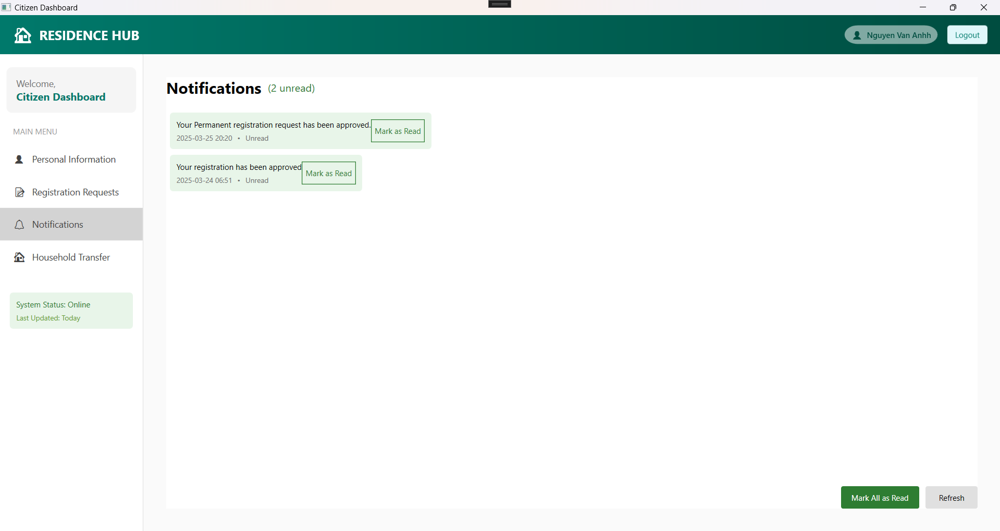 Citizen Dashboard
RESIDENCE HUB
Nguyen Van Anhh
Logout
Welcome,
Citizen Dashboard
MAIN MENU
Personal Information
Registration Requests
Notifications
Household Transfer
System Status: Online
Last Updated: Today
Notifications (2 unread)
Your Permanent registration request has been approved.
2025-03-25 20:20 • Unread
Mark as Read
Your registration has been approved
2025-03-24 06:51 • Unread
Mark as Read
Mark All as Read
Refresh